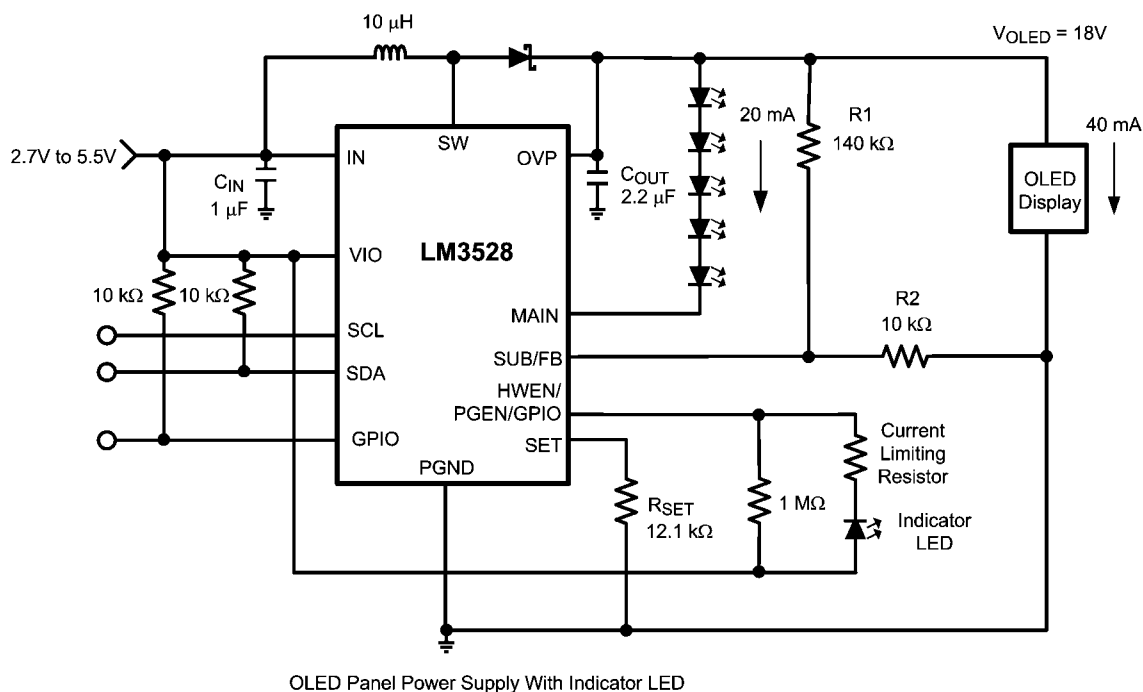 10 μH
V_OLED = 18V
2.7V to 5.5V
C_IN
1 μF
IN
SW
OVP
C_OUT
2.2 μF
20 mA
R1
140 kΩ
OLED
Display
40 mA
VIO
LM3528
10 kΩ
10 kΩ
MAIN
R2
10 kΩ
SCL
SUB/FB
SDA
HWEN/
PGEN/GPIO
GPIO
SET
PGND
R_SET
12.1 kΩ
1 MΩ
Current
Limiting
Resistor
Indicator
LED
OLED Panel Power Supply With Indicator LED